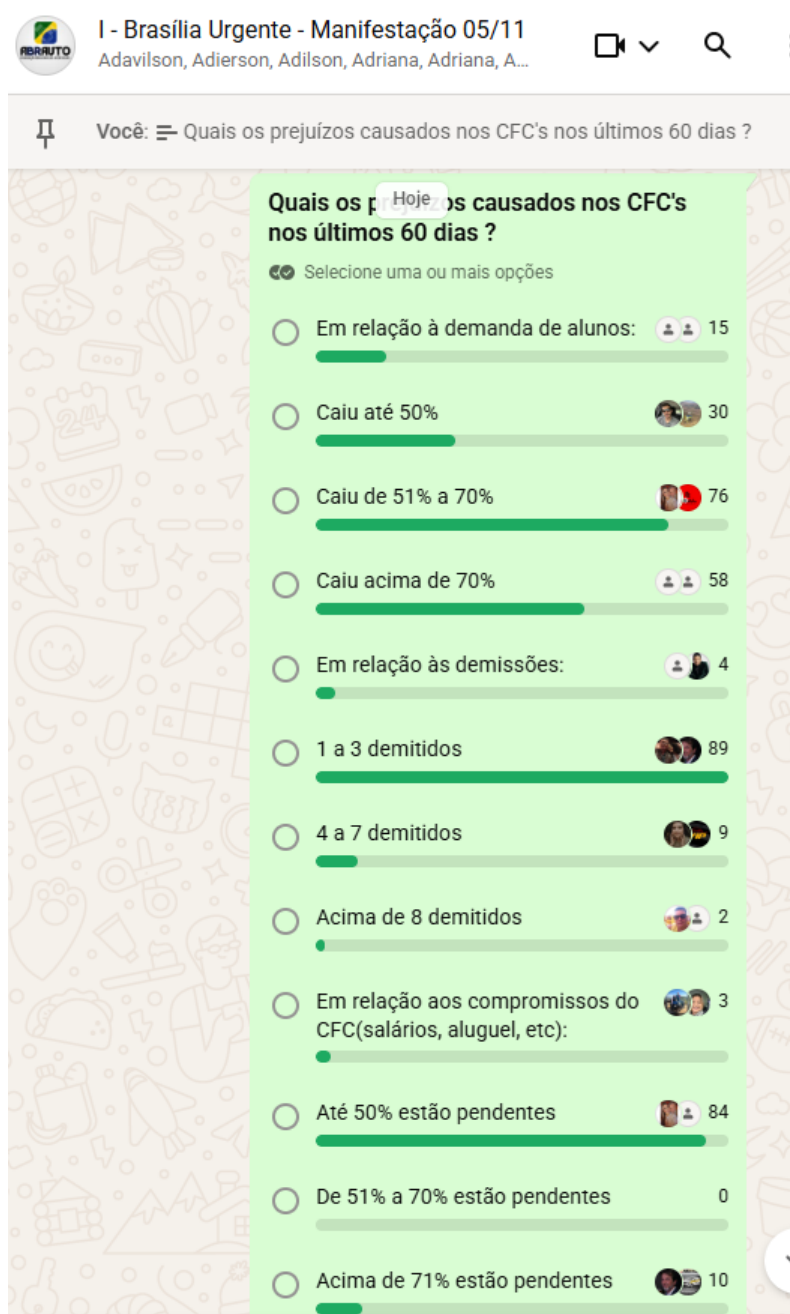 I - Brasília Urgente - Manifestação 05/11
ABRAUTO
Adavilson, Adierson, Adilson, Adriana, Adriana, A...
Você: Quais os prejuízos causados nos CFC's nos últimos 60 dias ?
Hoje
Quais os prejuízos causados nos CFC's
nos últimos 60 dias ?
Selecione uma ou mais opções
Em relação à demanda de alunos: 15
Caiu até 50% 30
Caiu de 51% a 70% 76
Caiu acima de 70% 58
Em relação às demissões: 4
1 a 3 demitidos 89
4 a 7 demitidos 9
Acima de 8 demitidos 2
Em relação aos compromissos do 3
CFC(salários, aluguel, etc):
Até 50% estão pendentes 84
De 51% a 70% estão pendentes 0
Acima de 71% estão pendentes 10